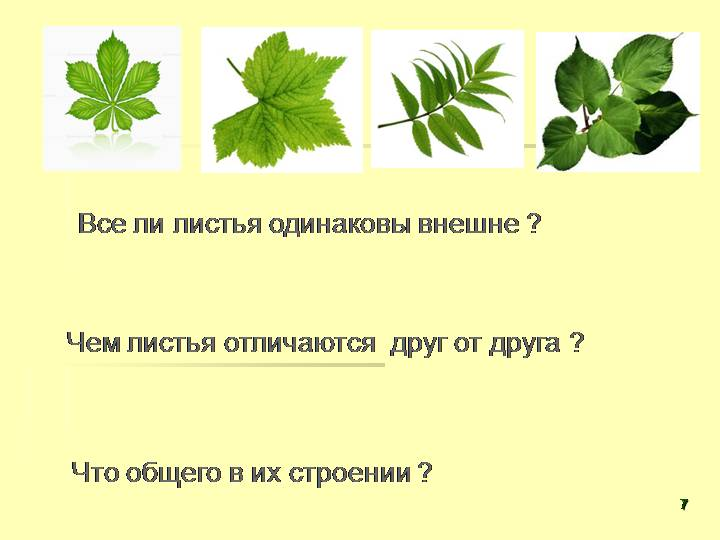 Все ли листья одинаковы внешне ?
Чем листья отличаются друг от друга ?
Что общего в их строении ?
7